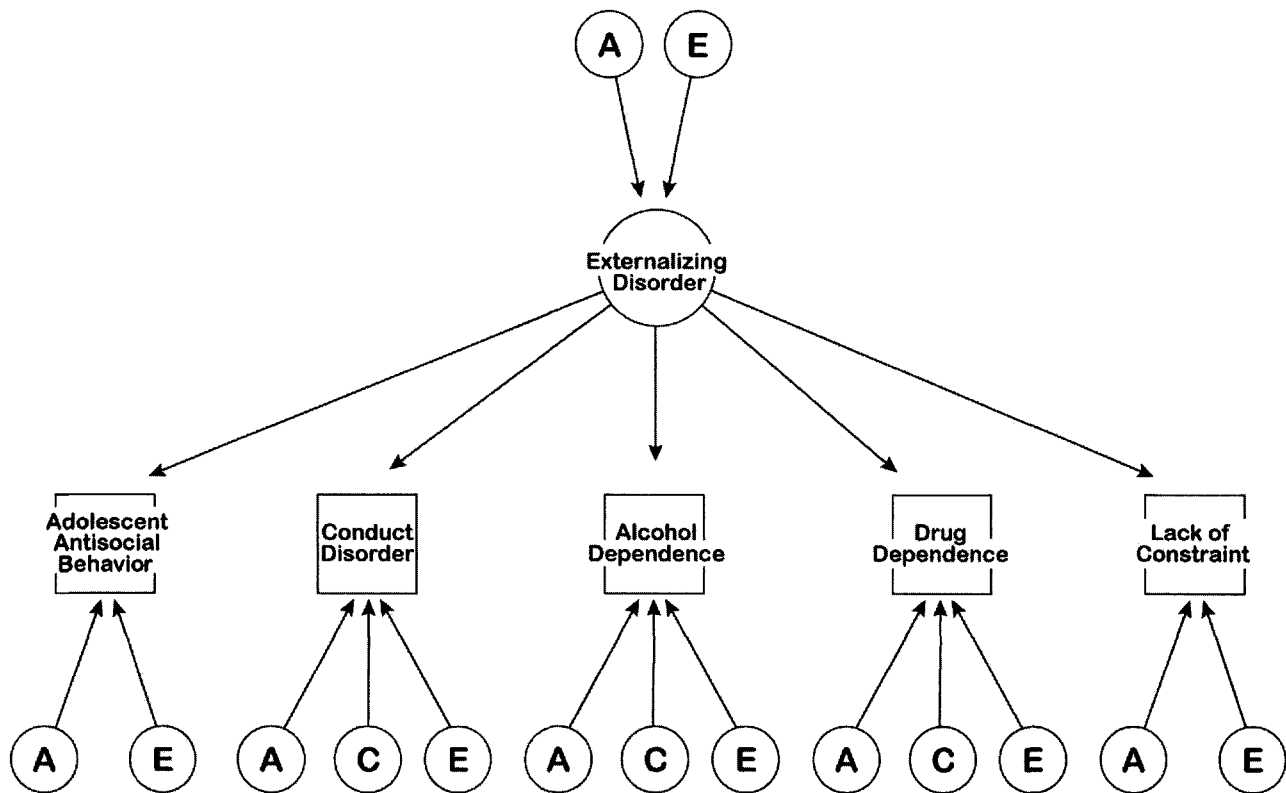 A E
Externalizing
Disorder
Adolescent
Antisocial
Behavior
Conduct
Disorder
Alcohol
Dependence
Drug
Dependence
Lack of
Constraint
A E A C E A C E A C E A E